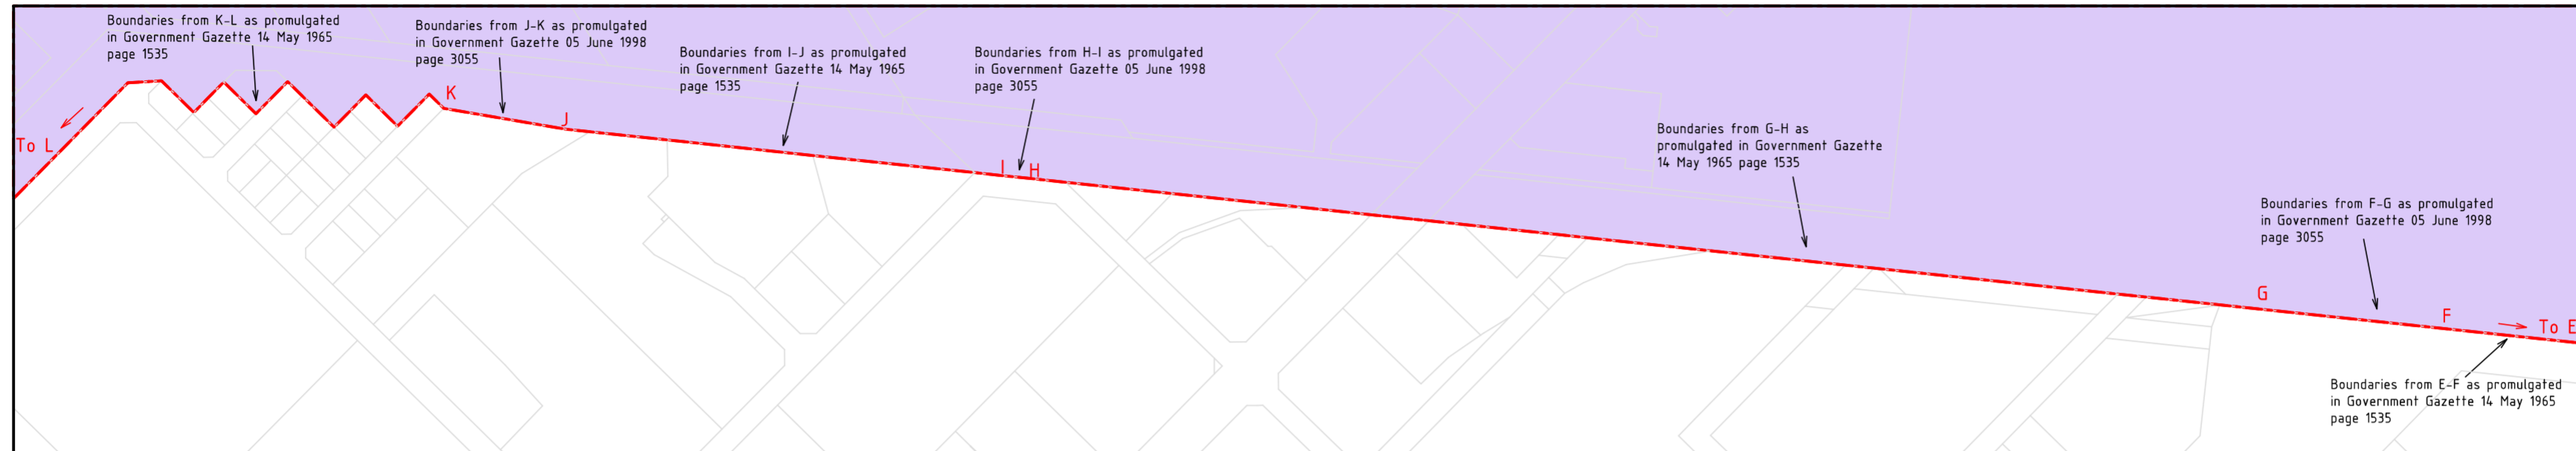 Boundaries from K-L as promulgated
in Government Gazette 14 May 1965
page 1535
Boundaries from J-K as promulgated
in Government Gazette 05 June 1998
page 3055
Boundaries from I-J as promulgated
in Government Gazette 14 May 1965
page 1535
Boundaries from H-I as promulgated
in Government Gazette 05 June 1998
page 3055
Boundaries from G-H as
promulgated in Government Gazette
14 May 1965 page 1535
Boundaries from F-G as promulgated
in Government Gazette 05 June 1998
page 3055
Boundaries from E-F as promulgated
in Government Gazette 14 May 1965
page 1535
To L
K
J
I
H
G
F
To E